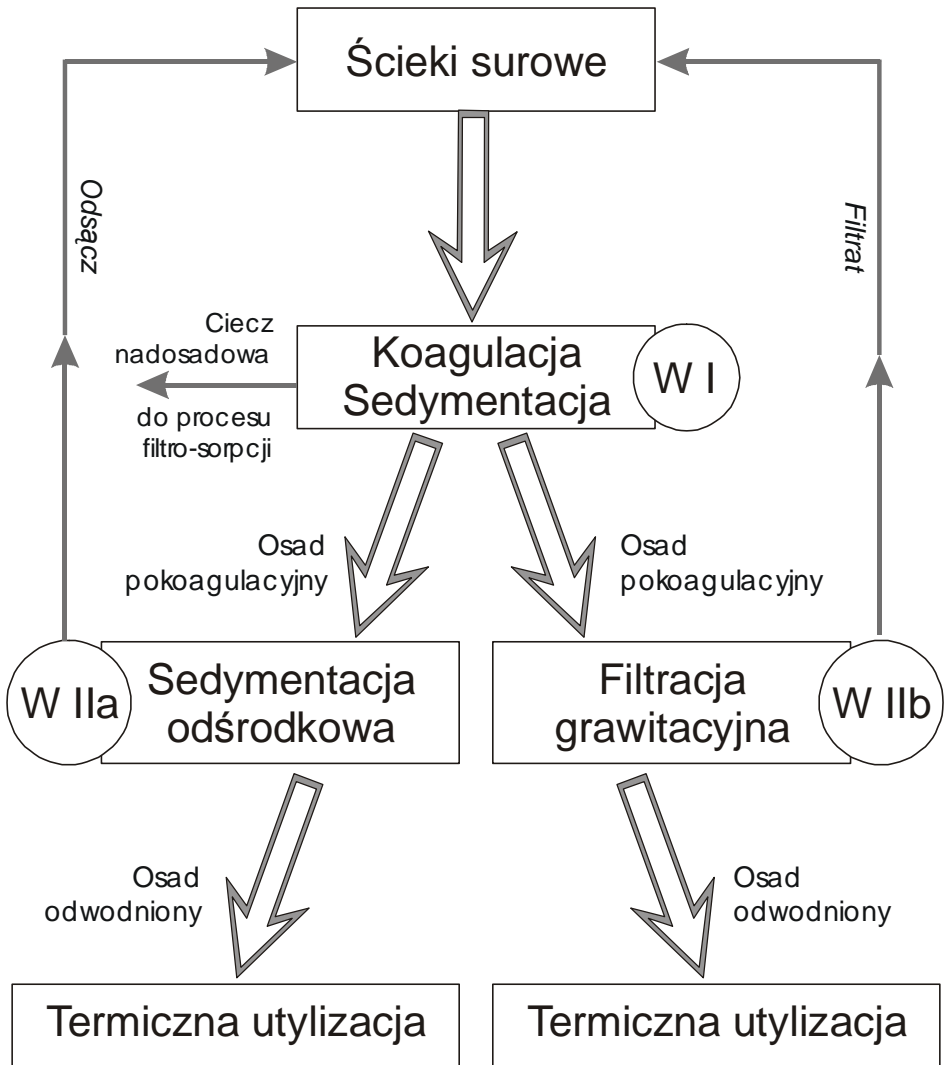 Ścieki surowe
Odsącz
Filtrat
Ciecz
nadosadowa
do procesu
filtro-sorpcji
Koagulacja
Sedymentacja
W I
Osad
pokoagulacyjny
Osad
pokoagulacyjny
W IIa
Sedymentacja
odśrodkowa
Filtracja
grawitacyjna
W IIb
Osad
odwodniony
Osad
odwodniony
Termiczna utylizacja
Termiczna utylizacja